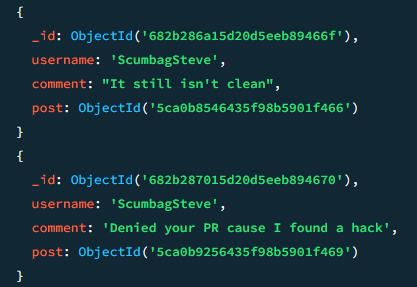 {
_id: ObjectId('682b286a15d20d5eeb89466f'),
username: 'ScumbagSteve',
comment: "It still isn't clean",
post: ObjectId('5ca0b8546435f98b5901f466')
}
{
_id: ObjectId('682b287015d20d5eeb894670'),
username: 'ScumbagSteve',
comment: 'Denied your PR cause I found a hack',
post: ObjectId('5ca0b9256435f98b5901f469')
}